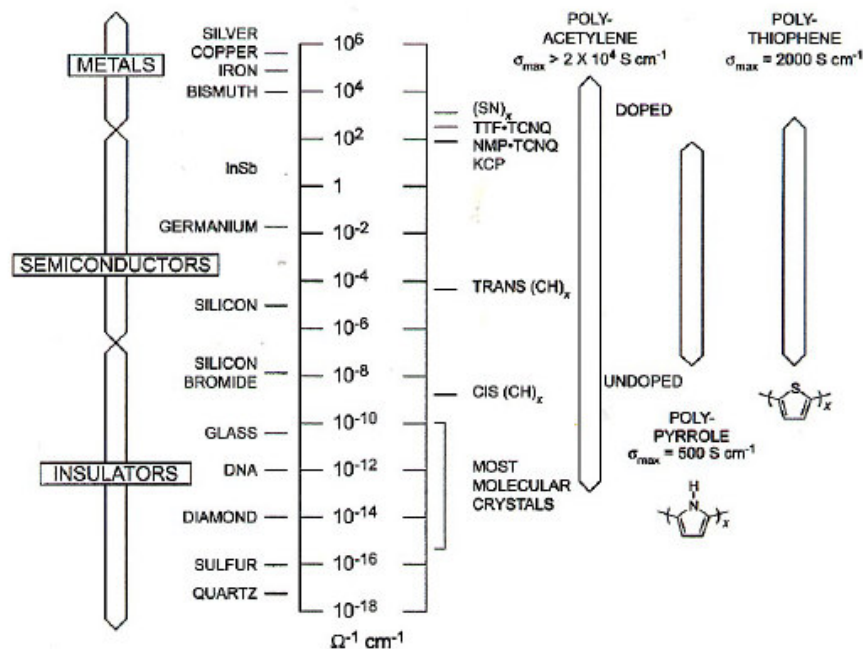 METALS
SEMICONDUCTORS
INSULATORS
SILVER
COPPER
IRON
BISMUTH
InSb
GERMANIUM
SILICON
SILICON
BROMIDE
GLASS
DNA
DIAMOND
SULFUR
QUARTZ
10⁶
10⁴
10²
1
10⁻²
10⁻⁴
10⁻⁶
10⁻⁸
10⁻¹⁰
10⁻¹²
10⁻¹⁴
10⁻¹⁶
10⁻¹⁸
Ω⁻¹ cm⁻¹
(SN)ₓ
TTF•TCNQ
NMP•TCNQ
KCP
TRANS (CH)ₓ
CIS (CH)ₓ
MOST
MOLECULAR
CRYSTALS
POLY-
ACETYLENE
σmax > 2 X 10⁴ S cm⁻¹
DOPED
UNDOPED
POLY-
PYRROLE
σmax = 500 S cm⁻¹
H
N
x
POLY-
THIOPHENE
σmax = 2000 S cm⁻¹
S
x